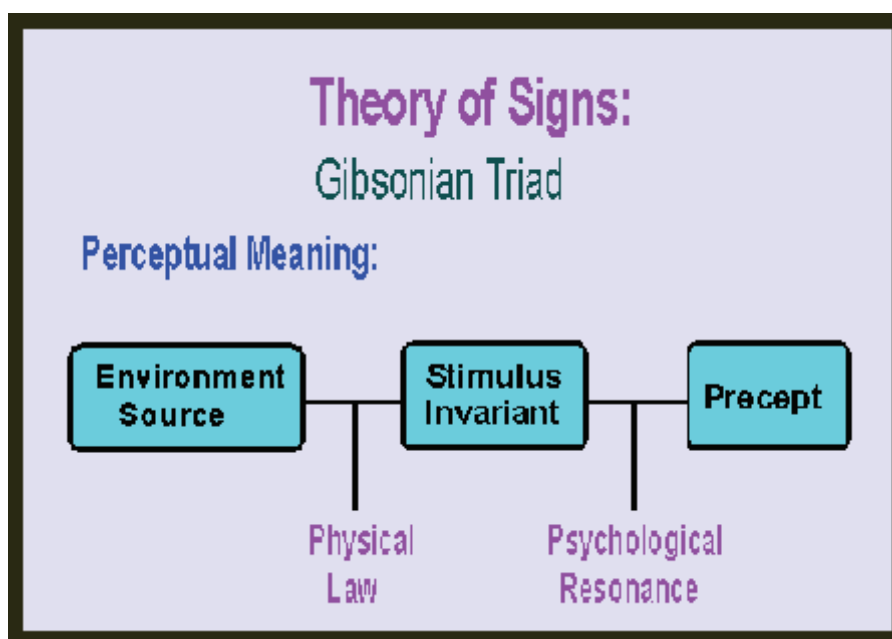 Theory of Signs:
Gibsonian Triad
Perceptual Meaning:
Environment
Source
Stimulus
Invariant
Precept
Physical
Law
Psychological
Resonance